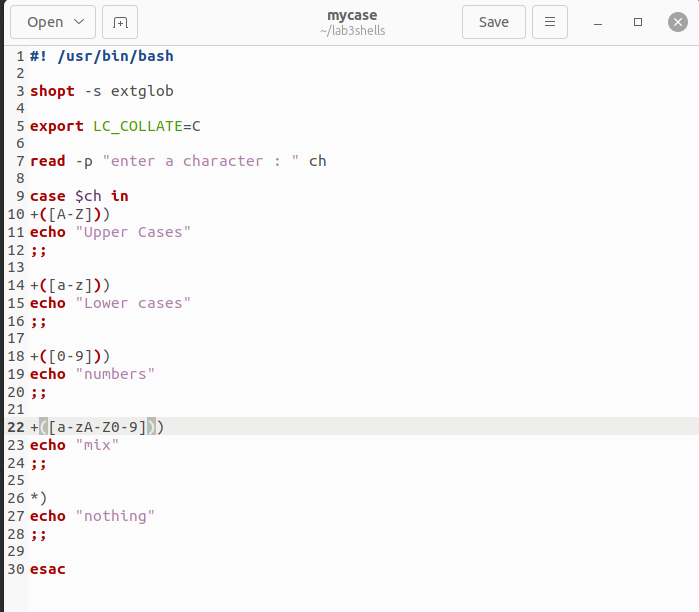 Open mycase Save
~/lab3shells
1 #! /usr/bin/bash
2
3 shopt -s extglob
4
5 export LC_COLLATE=C
6
7 read -p "enter a character : " ch
8
9 case $ch in
10 +([A-Z]))
11 echo "Upper Cases"
12 ;;
13
14 +([a-z]))
15 echo "Lower cases"
16 ;;
17
18 +([0-9]))
19 echo "numbers"
20 ;;
21
22 +([a-zA-Z0-9]))
23 echo "mix"
24 ;;
25
26 *)
27 echo "nothing"
28 ;;
29
30 esac